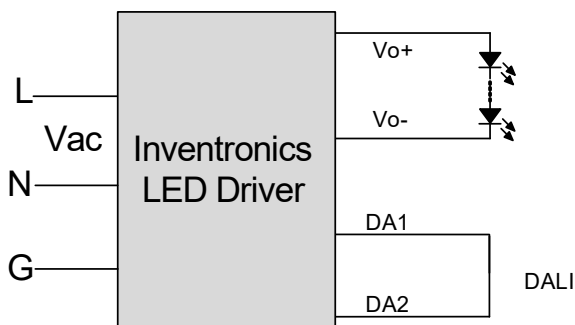 L
Vac
N
G
Inventronics
LED Driver
Vo+
Vo-
DA1
DA2
DALI